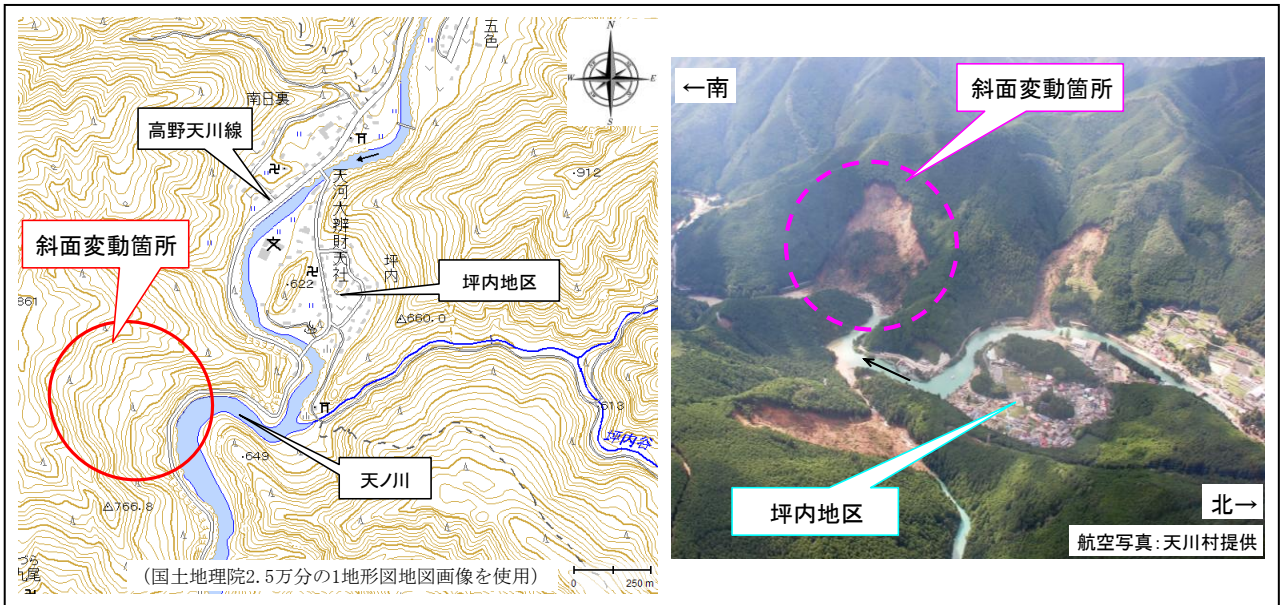 五色
N
W
E
S
南日裏
高野天川線
・912
天河大辨財天社
坪内
斜面変動箇所
坪内地区
・622
861
△660.0
・613
坪内谷
・649
天ノ川
△766.8
(国土地理院2.5万分の1地形図地図画像を使用)
0
250 m
←南
斜面変動箇所
坪内地区
北→
航空写真:天川村提供